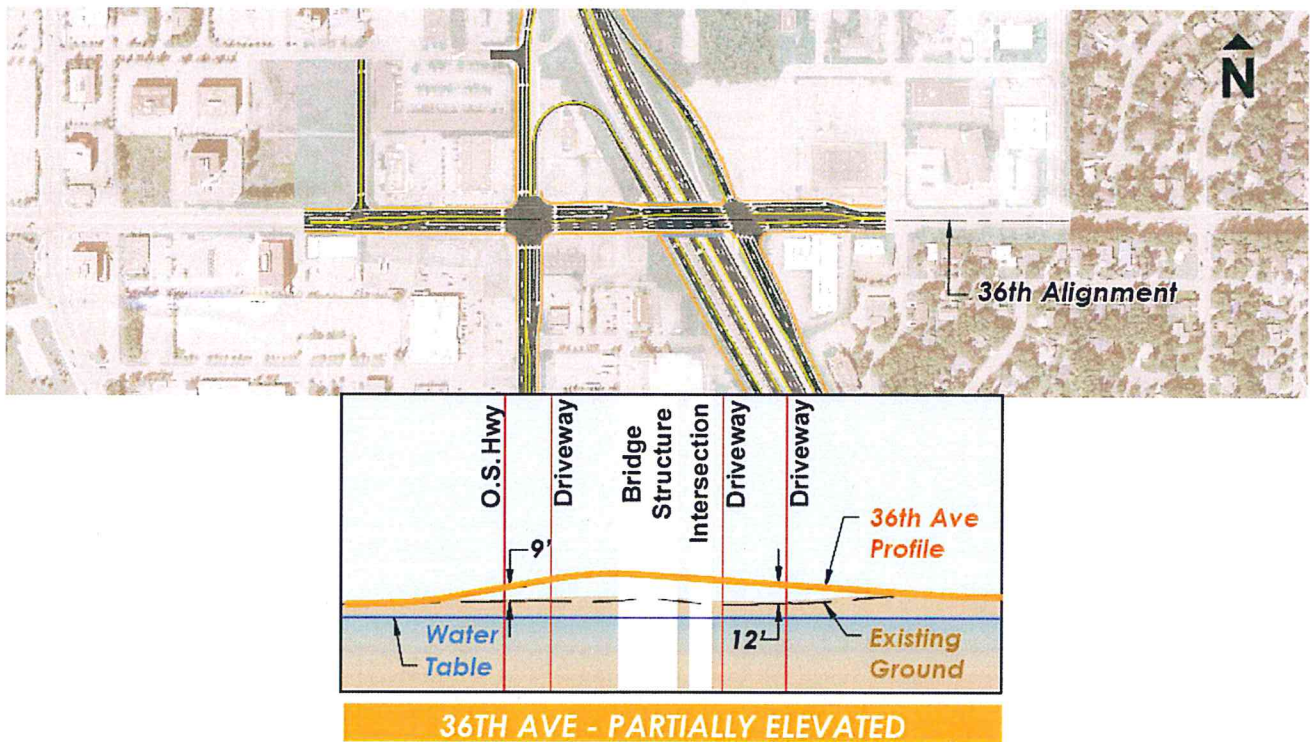 N
36th Alignment
O.S. Hwy
Driveway
Bridge
Structure
Intersection
Driveway
Driveway
9'
36th Ave
Profile
Water
Table
12'
Existing
Ground
36TH AVE - PARTIALLY ELEVATED